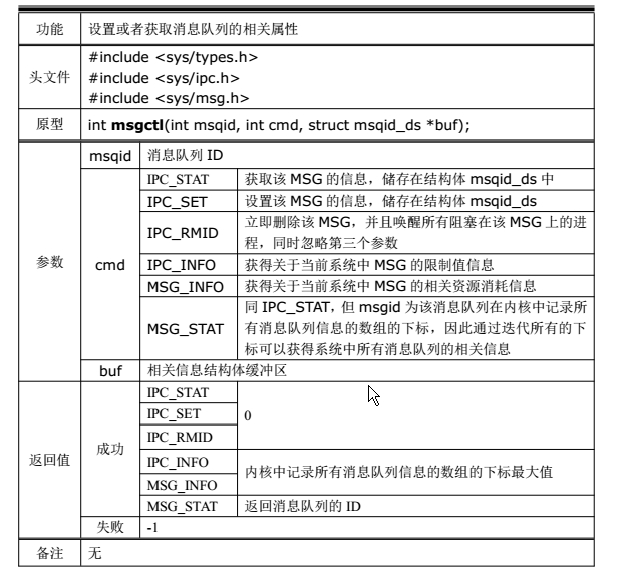 功能 设置或者获取消息队列的相关属性
头文件 #include <sys/types.h>
#include <sys/ipc.h>
#include <sys/msg.h>
原型 int msgctl(int msqid, int cmd, struct msqid_ds *buf);
参数 msqid 消息队列 ID
cmd IPC_STAT 获取该 MSG 的信息，储存在结构体 msqid_ds 中
IPC_SET 设置该 MSG 的信息，储存在结构体 msqid_ds
IPC_RMID 立即删除该 MSG，并且唤醒所有阻塞在该 MSG 上的进
程，同时忽略第三个参数
IPC_INFO 获得关于当前系统中 MSG 的限制值信息
MSG_INFO 获得关于当前系统中 MSG 的相关资源消耗信息
MSG_STAT 同 IPC_STAT，但 msgid 为该消息队列在内核中记录所
有消息队列信息的数组的下标，因此通过迭代所有的下
标可以获得系统中所有消息队列的相关信息
buf 相关信息结构体缓冲区
返回值 成功 IPC_STAT 0
IPC_SET
IPC_RMID
IPC_INFO 内核中记录所有消息队列信息的数组的下标最大值
MSG_INFO
MSG_STAT 返回消息队列的 ID
失败 -1
备注 无